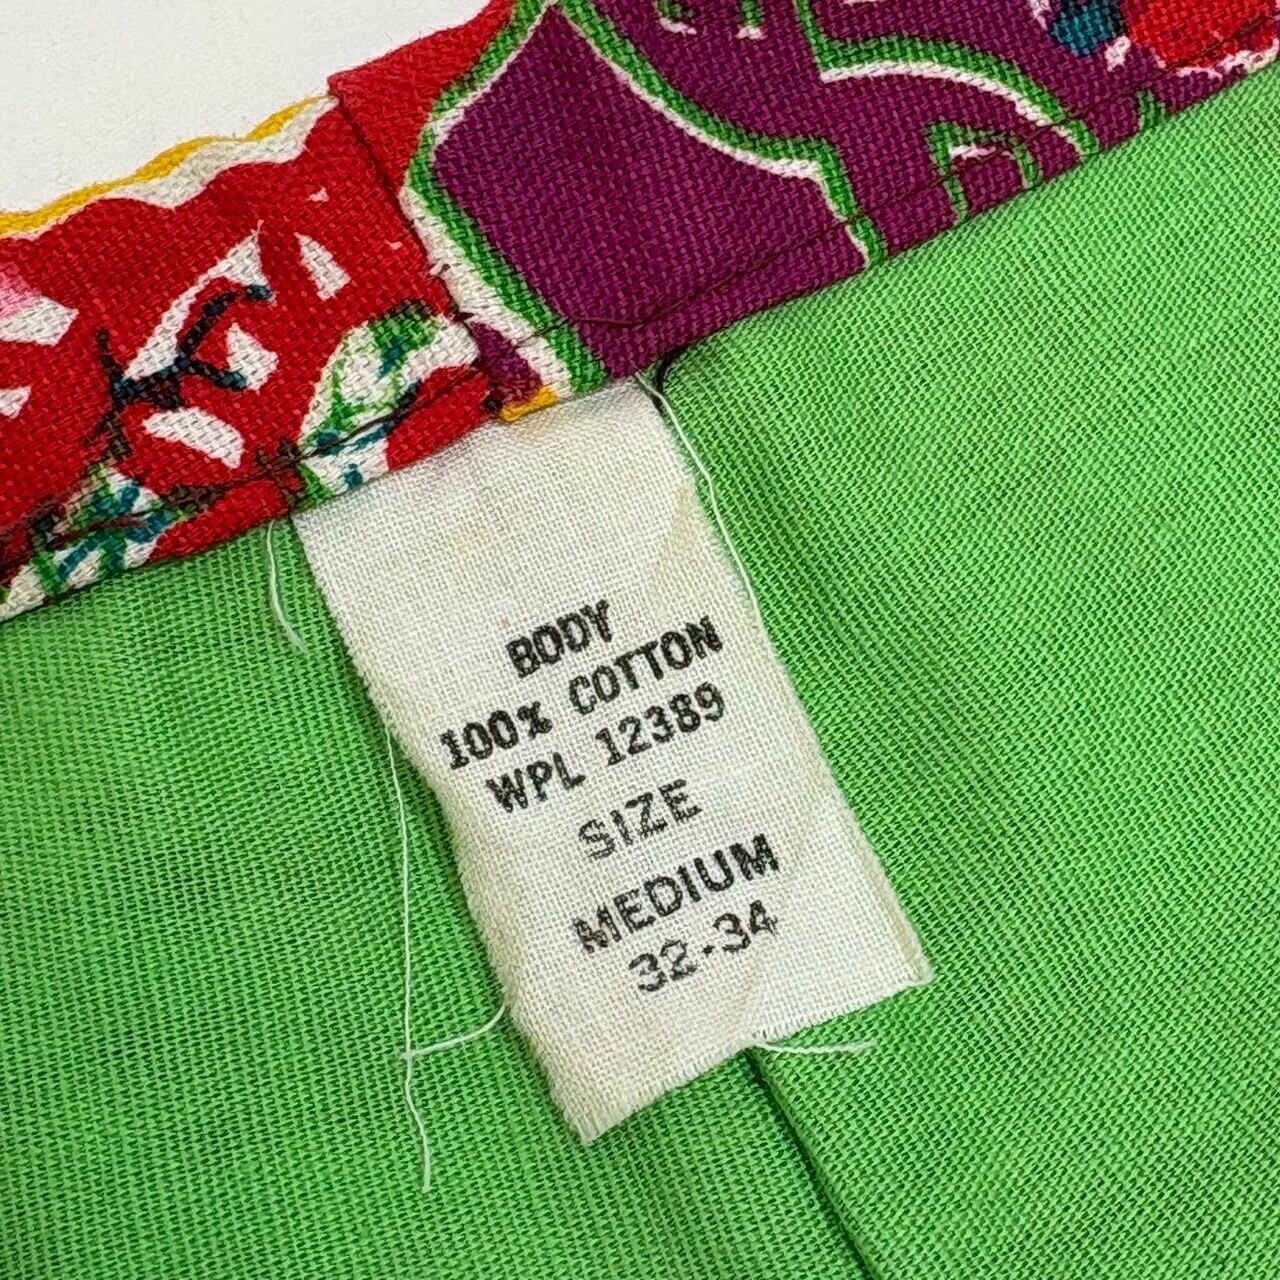 BODY
100% COTTON
WPL 12389
SIZE
MEDIUM
32-34